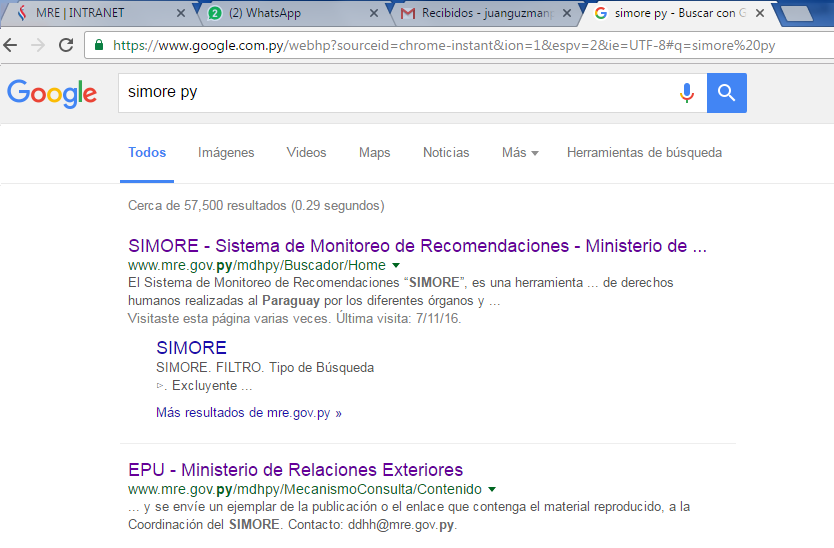 MRE | INTRANET
(2) WhatsApp
Recibidos - juanguzmanp
simore py - Buscar con G
https://www.google.com.py/webhp?sourceid=chrome-instant&ion=1&espv=2&ie=UTF-8#q=simore%20py
Google
simore py
Todos Imágenes Videos Maps Noticias Más Herramientas de búsqueda
Cerca de 57,500 resultados (0.29 segundos)
SIMORE - Sistema de Monitoreo de Recomendaciones - Ministerio de ...
www.mre.gov.py/mdhpy/Buscador/Home
El Sistema de Monitoreo de Recomendaciones “SIMORE”, es una herramienta ... de derechos
humanos realizadas al Paraguay por los diferentes órganos y ...
Visitaste esta página varias veces. Última visita: 7/11/16.
SIMORE
SIMORE. FILTRO. Tipo de Búsqueda
▹. Excluyente ...
Más resultados de mre.gov.py »
EPU - Ministerio de Relaciones Exteriores
www.mre.gov.py/mdhpy/MecanismoConsulta/Contenido
... y se envíe un ejemplar de la publicación o el enlace que contenga el material reproducido, a la
Coordinación del SIMORE. Contacto: ddhh@mre.gov.py.